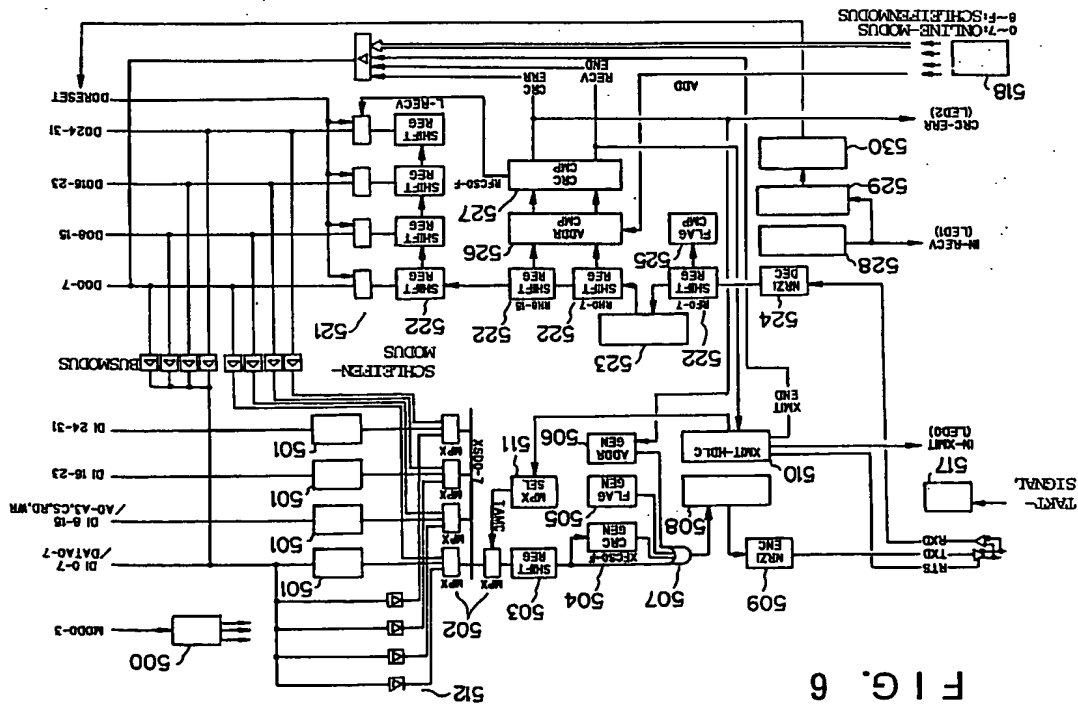 FIG. 6
512
500
MOD0-3
RTS
TXD
RXD
509
NRZI
ENC
507
504
XFCS0-F
CRC
GEN
503
SHIFT
REG
502
MPX
MPX
501
DI 0-7
/DATA0-7
TAKT-
SIGNAL
517
508
505
FLAG
GEN
TAMC
511
MPX
SEL
XSD0-7
MPX
501
DI 8-15
/A0-A3,CS,RD,WR
IN-XMIT
(LED0)
510
XMIT-HDLC
XMIT
END
506
ADDR
GEN
MPX
501
DI 16-23
MPX
501
DI 24-31
SCHLEIFEN-
MODUS
BUSMODUS
524
NRZI
DEC
522
SHIFT
REG
RF0-7
523
522
SHIFT
REG
RH0-7
522
SHIFT
REG
RH8-15
522
SHIFT
REG
521
DO0-7
IN-RECV
(LED1)
528
525
FLAG
CMP
526
ADDR
CMP
SHIFT
REG
DO8-15
529
527
CRC
CMP
RFCS0-F
SHIFT
REG
DO16-23
530
CRC-ERR
(LED2)
SHIFT
REG
L-RECV
DO24-31
DORESET
518
ADD
RECV
END
CRC
ERR
0~7:ONLINE-MODUS
8~F:SCHLEIFENMODUS